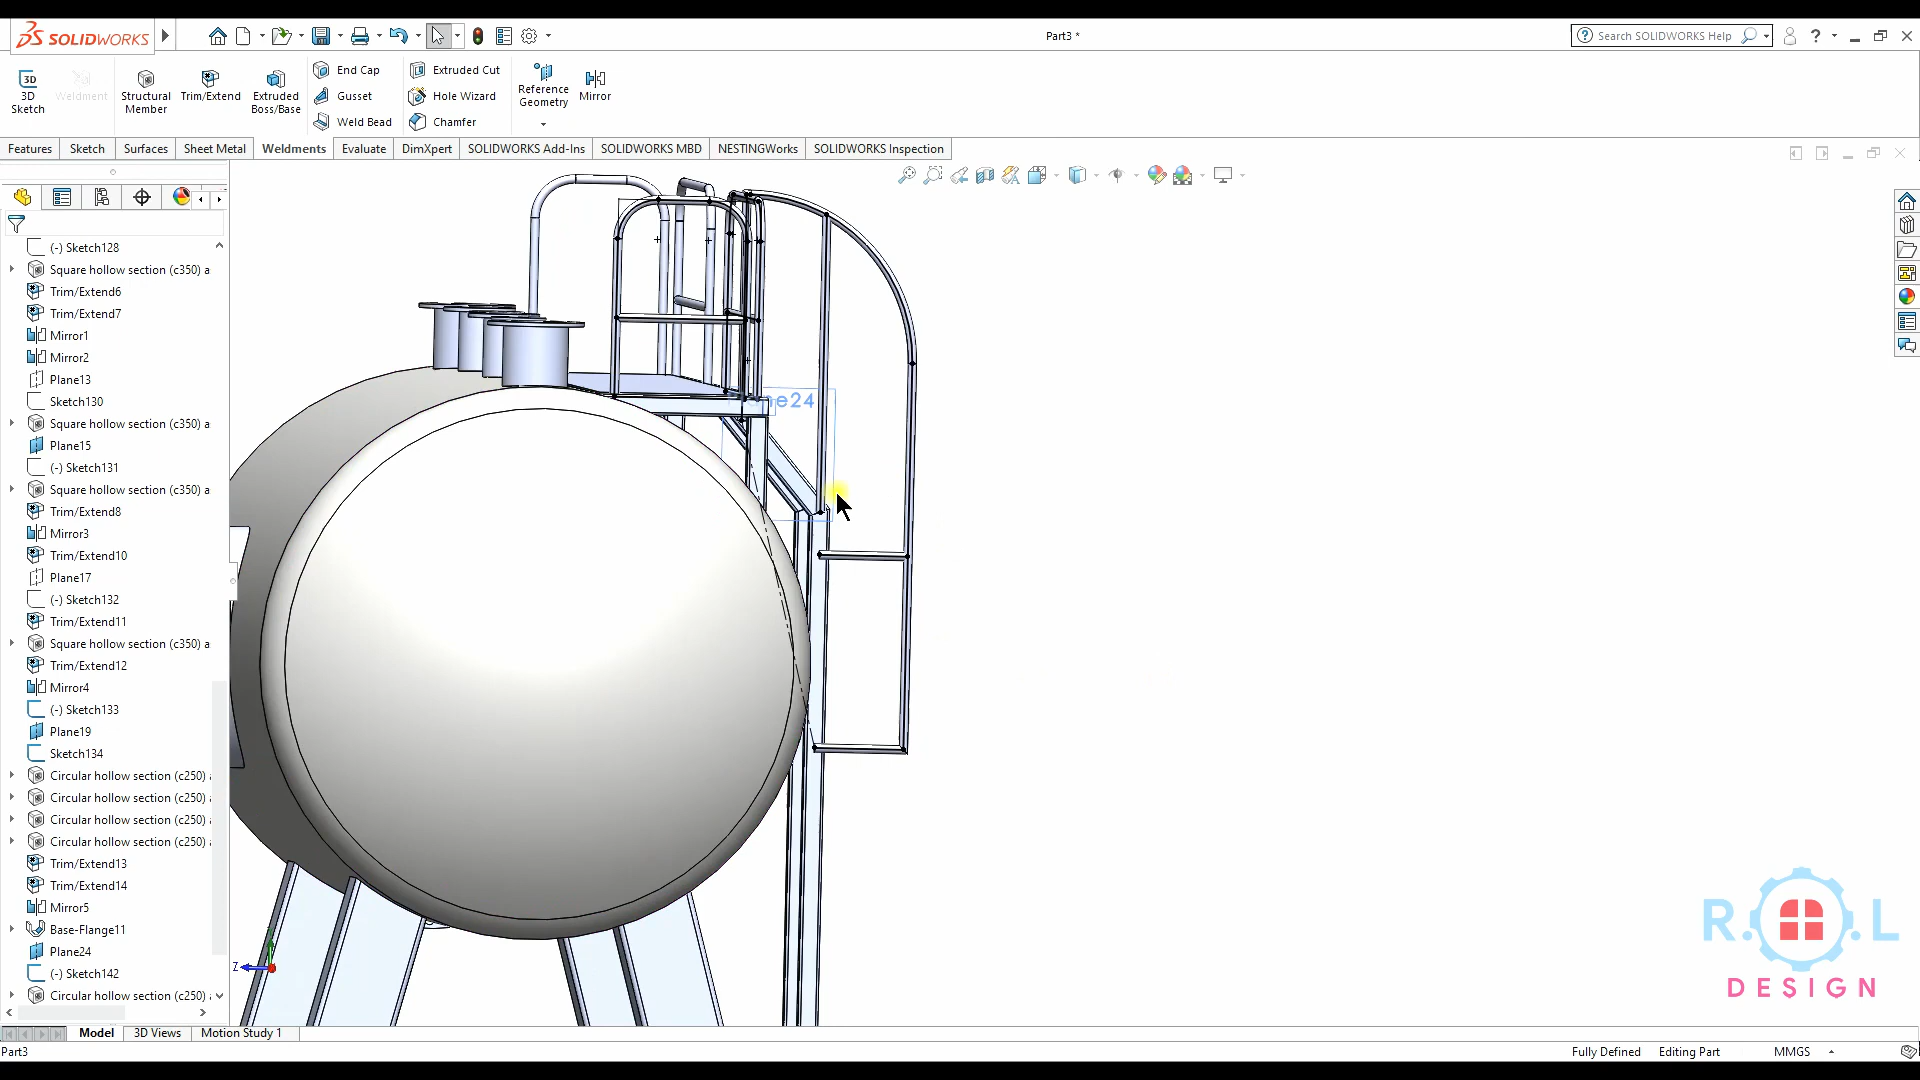 SOLIDWORKS
Part3 *
Search SOLIDWORKS Help
3D Sketch
Weldment
Structural Member
Trim/Extend
Extruded Boss/Base
End Cap
Gusset
Weld Bead
Extruded Cut
Hole Wizard
Chamfer
Reference Geometry
Mirror
Features
Sketch
Surfaces
Sheet Metal
Weldments
Evaluate
DimXpert
SOLIDWORKS Add-Ins
SOLIDWORKS MBD
NESTINGWorks
SOLIDWORKS Inspection
(-) Sketch128
Square hollow section (c350) a
Trim/Extend6
Trim/Extend7
Mirror1
Mirror2
Plane13
Sketch130
Square hollow section (c350) a
Plane15
(-) Sketch131
Square hollow section (c350) a
Trim/Extend8
Mirror3
Trim/Extend10
Plane17
(-) Sketch132
Trim/Extend11
Square hollow section (c350) a
Trim/Extend12
Mirror4
(-) Sketch133
Plane19
Sketch134
Circular hollow section (c250)
Circular hollow section (c250)
Circular hollow section (c250)
Circular hollow section (c250)
Trim/Extend13
Trim/Extend14
Mirror5
Base-Flange11
Plane24
(-) Sketch142
Circular hollow section (c250)
Z
R. L
DESIGN
Model
3D Views
Motion Study 1
Part3
Fully Defined
Editing Part
MMGS